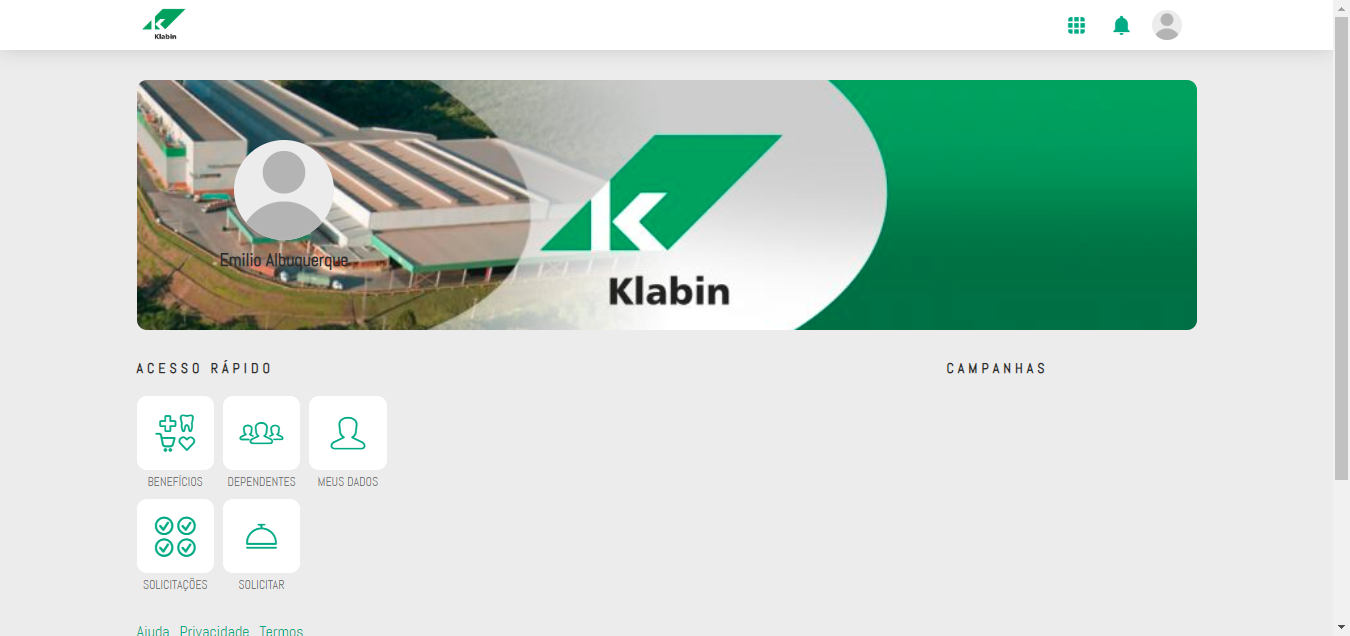 Klabin
Emilio Albuquerque
Klabin
ACESSO RÁPIDO
CAMPANHAS
BENEFÍCIOS DEPENDENTES MEUS DADOS
SOLICITAÇÕES SOLICITAR
Ajuda Privacidade Termos